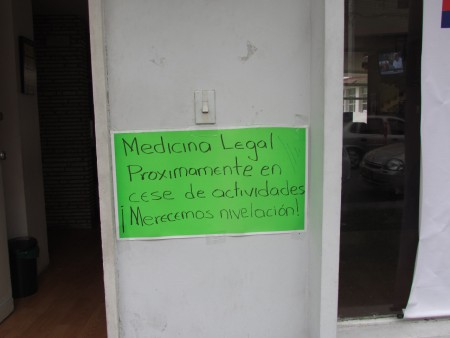 Medicina Legal
Proximamente en
cese de actividades
¡Merecemos nivelación!